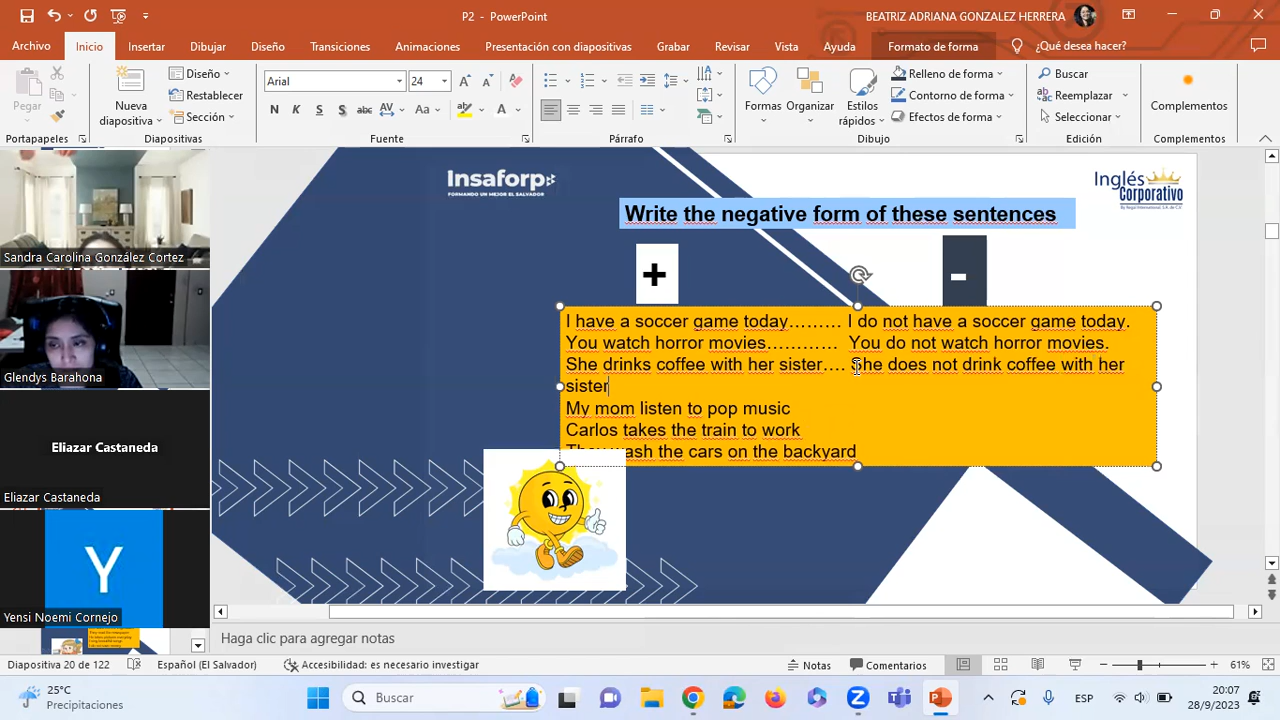 P2 - PowerPoint
BEATRIZ ADRIANA GONZALEZ HERRERA
Archivo Inicio Insertar Dibujar Diseño Transiciones Animaciones Presentación con diapositivas Grabar Revisar Vista Ayuda Formato de forma ¿Qué desea hacer?
Pegar
Nueva diapositiva
Diseño
Restablecer
Sección
Arial 24
N K S S abc AV Aa A
Formas Organizar Estilos rápidos
Relleno de forma
Contorno de forma
Efectos de forma
Buscar
Reemplazar
Seleccionar
Complementos
Portapapeles Diapositivas Fuente Párrafo Dibujo Edición Complementos
Sandra Carolina González Cortez
Glendys Barahona
Eliazar Castaneda
Eliazar Castaneda
Y
Yensi Noemi Cornejo
Insaforp
FORMANDO UN MEJOR EL SALVADOR
Inglés
Corporativo
Write the negative form of these sentences
+ -
I have a soccer game today……… I do not have a soccer game today.
You watch horror movies………… You do not watch horror movies.
She drinks coffee with her sister…. She does not drink coffee with her
sister
My mom listen to pop music
Carlos takes the train to work
They wash the cars on the backyard
Haga clic para agregar notas
Diapositiva 20 de 122 Español (El Salvador) Accesibilidad: es necesario investigar Notas Comentarios 61%
25°C
Precipitaciones
Buscar
ESP
20:07
28/9/2023